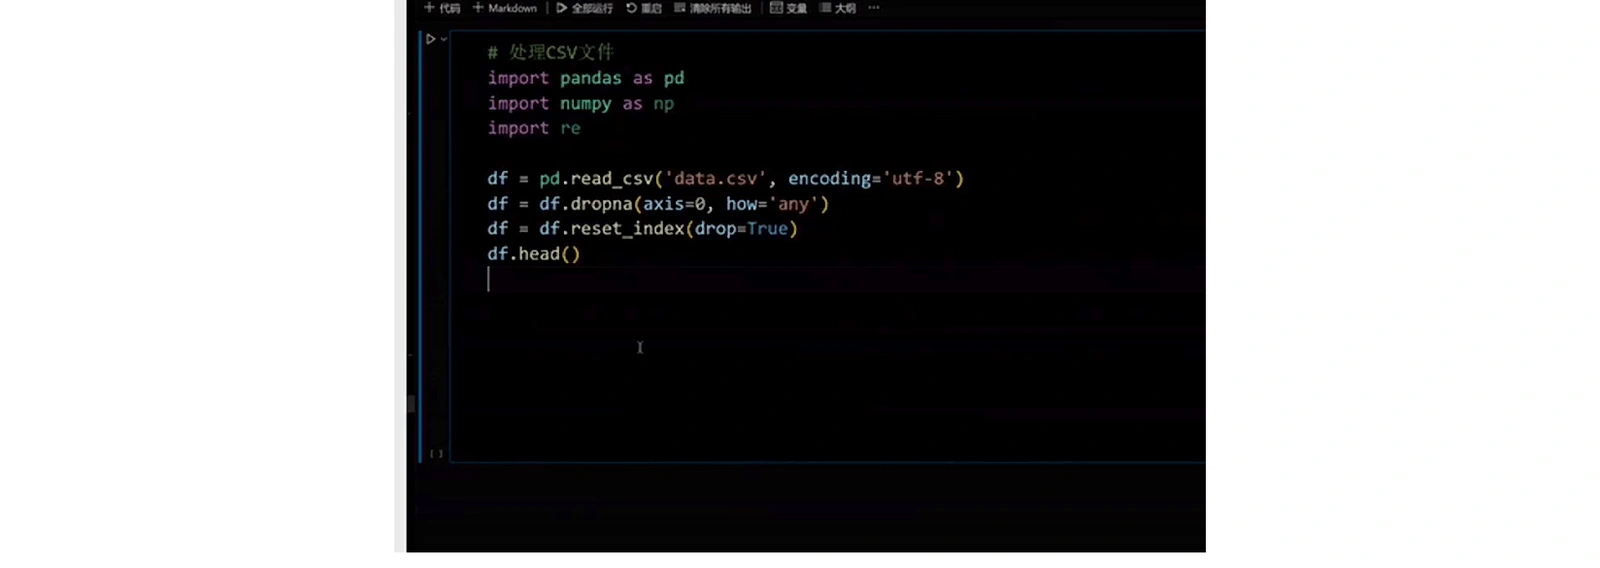 代码 Markdown 全部运行 重启 清除所有输出 变量 大纲 ...
# 处理CSV文件
import pandas as pd
import numpy as np
import re
df = pd.read_csv('data.csv', encoding='utf-8')
df = df.dropna(axis=0, how='any')
df = df.reset_index(drop=True)
df.head()
[ ]